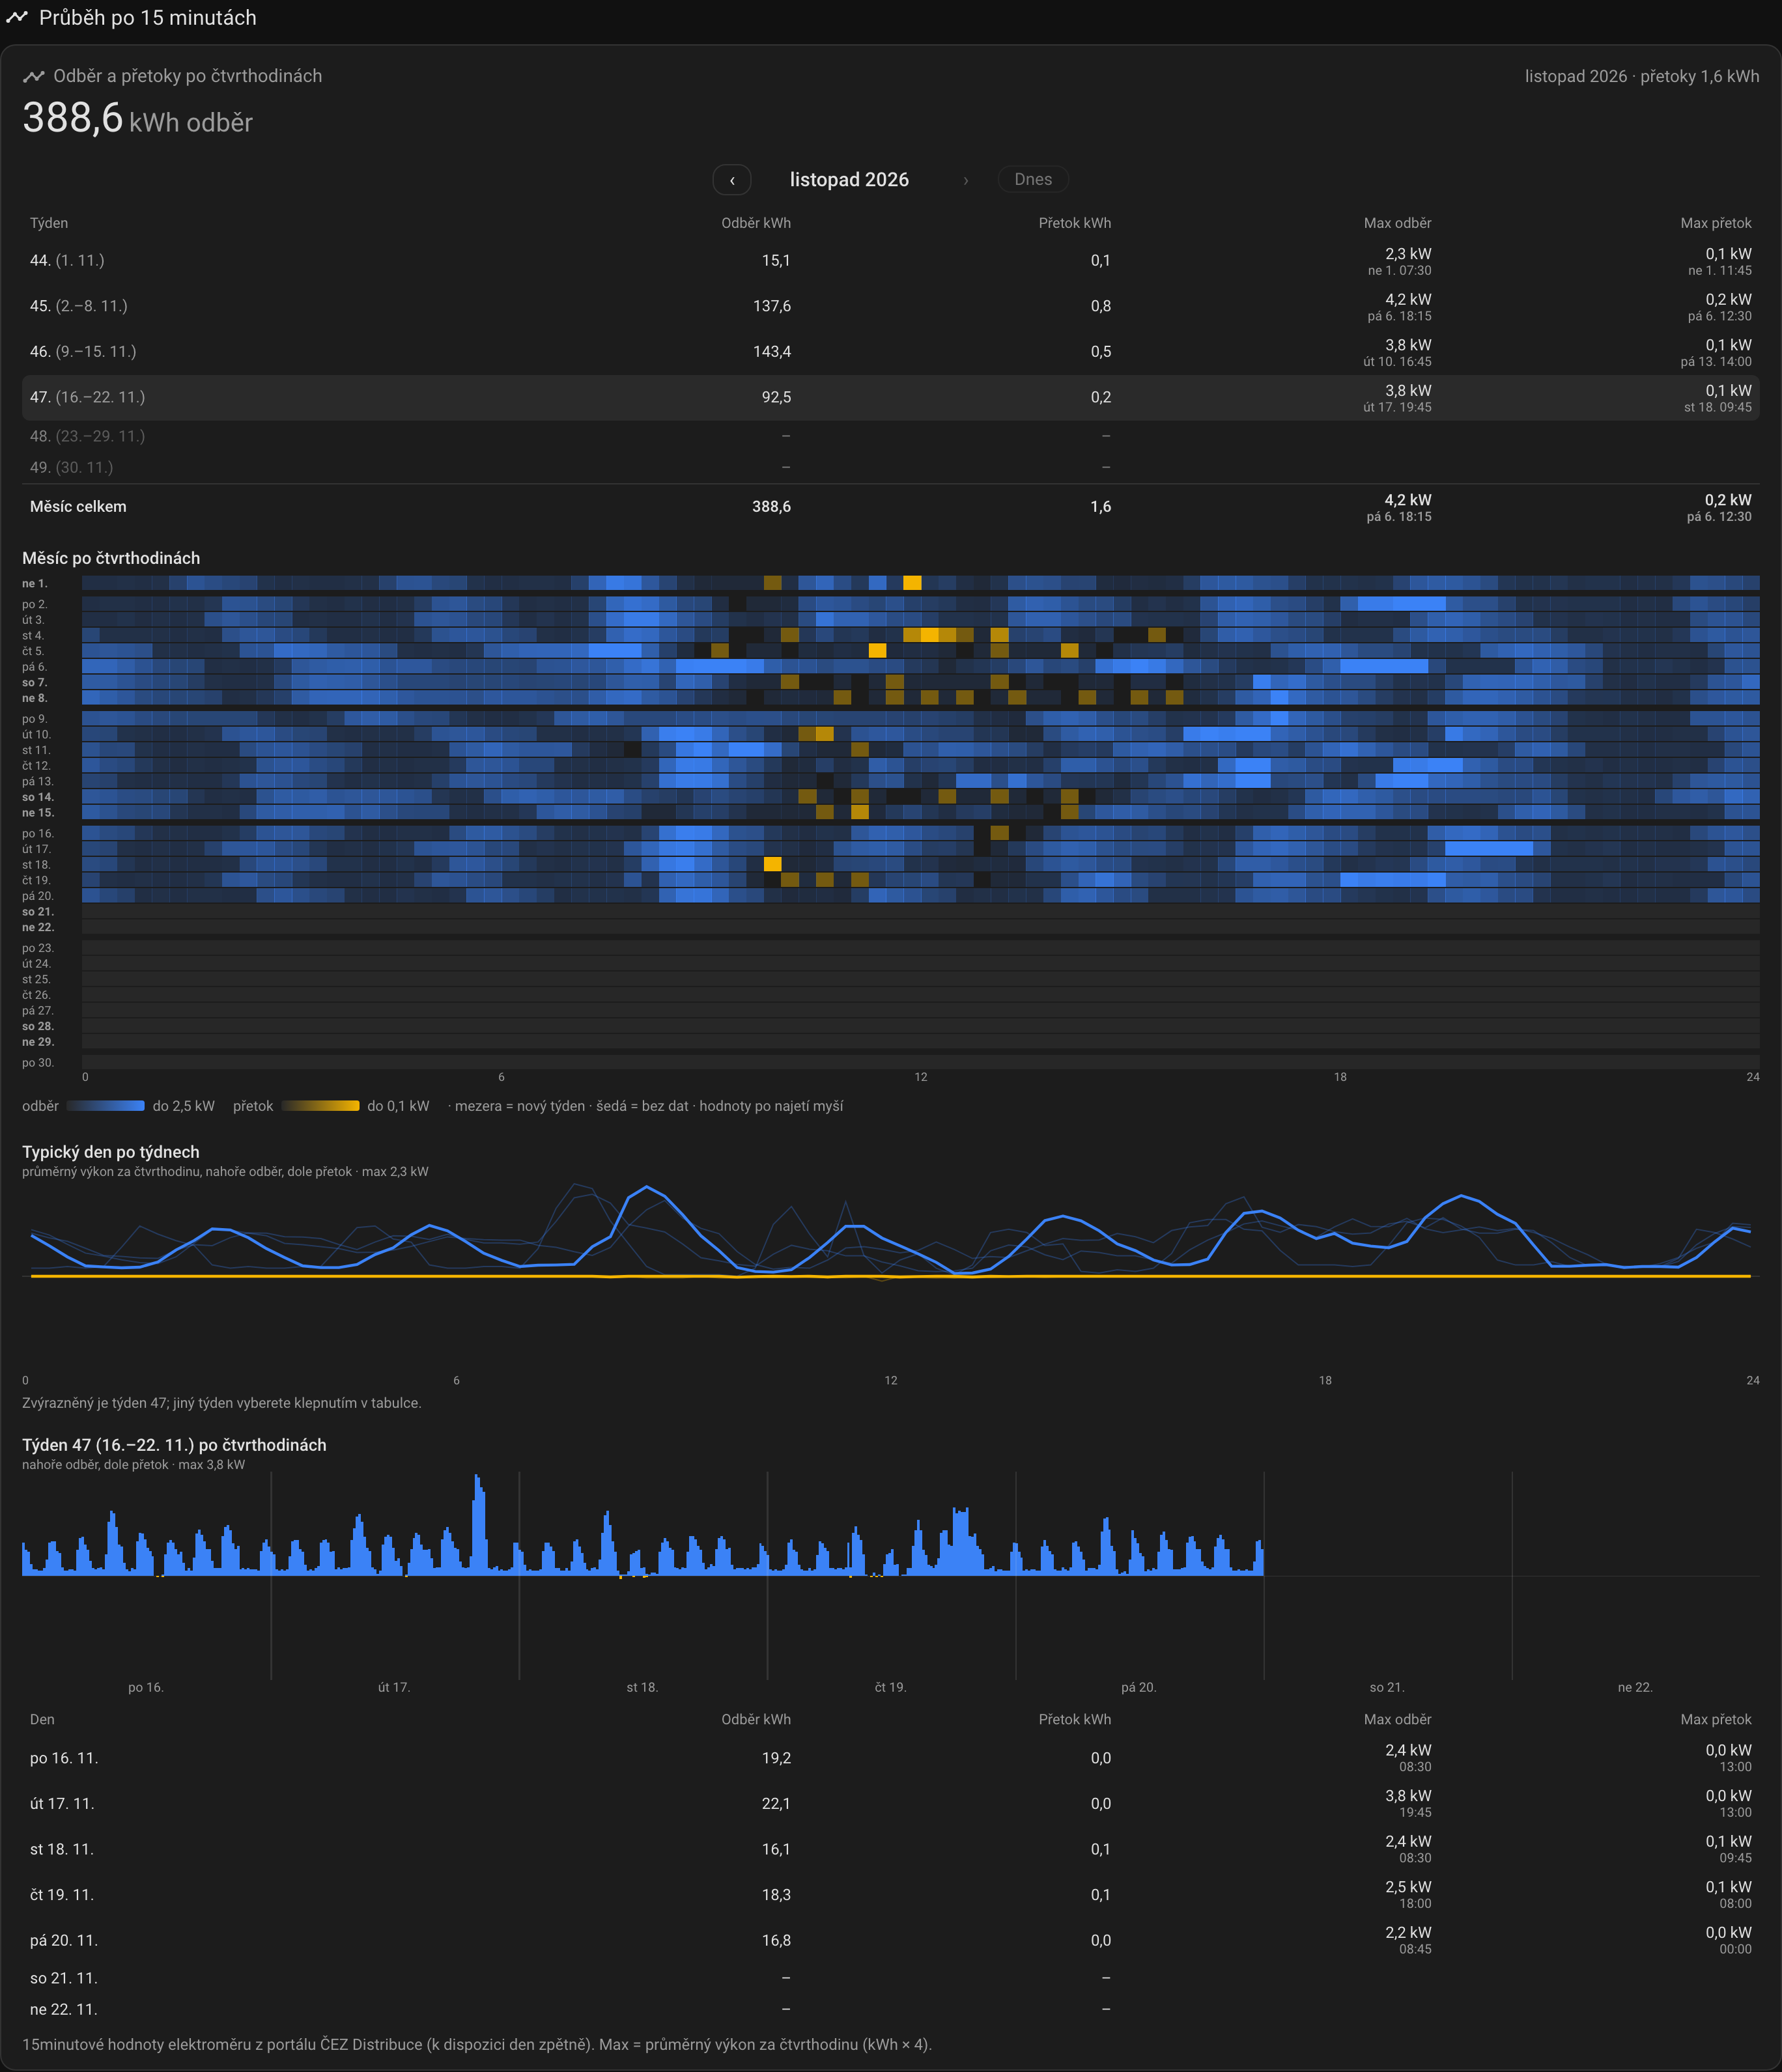 Průběh po 15 minutách
Odběr a přetoky po čtvrthodinách
listopad 2026 · přetoky 1,6 kWh
388,6 kWh odběr
‹ listopad 2026 › Dnes
Týden Odběr kWh Přetok kWh Max odběr Max přetok
44. (1. 11.) 15,1 0,1 2,3 kW 0,1 kW
ne 1. 07:30 ne 1. 11:45
45. (2.–8. 11.) 137,6 0,8 4,2 kW 0,2 kW
pá 6. 18:15 pá 6. 12:30
46. (9.–15. 11.) 143,4 0,5 3,8 kW 0,1 kW
út 10. 16:45 pá 13. 14:00
47. (16.–22. 11.) 92,5 0,2 3,8 kW 0,1 kW
út 17. 19:45 st 18. 09:45
48. (23.–29. 11.) – –
49. (30. 11.) – –
Měsíc celkem 388,6 1,6 4,2 kW 0,2 kW
pá 6. 18:15 pá 6. 12:30
Měsíc po čtvrthodinách
ne 1.
po 2.
út 3.
st 4.
čt 5.
pá 6.
so 7.
ne 8.
po 9.
út 10.
st 11.
čt 12.
pá 13.
so 14.
ne 15.
po 16.
út 17.
st 18.
čt 19.
pá 20.
so 21.
ne 22.
po 23.
út 24.
st 25.
čt 26.
pá 27.
so 28.
ne 29.
po 30.
0 6 12 18 24
odběr do 2,5 kW přetok do 0,1 kW · mezera = nový týden · šedá = bez dat · hodnoty po najetí myší
Typický den po týdnech
průměrný výkon za čtvrthodinu, nahoře odběr, dole přetok · max 2,3 kW
0 6 12 18 24
Zvýrazněný je týden 47; jiný týden vyberete klepnutím v tabulce.
Týden 47 (16.–22. 11.) po čtvrthodinách
nahoře odběr, dole přetok · max 3,8 kW
po 16. út 17. st 18. čt 19. pá 20. so 21. ne 22.
Den Odběr kWh Přetok kWh Max odběr Max přetok
po 16. 11. 19,2 0,0 2,4 kW 0,0 kW
08:30 13:00
út 17. 11. 22,1 0,0 3,8 kW 0,0 kW
19:45 13:00
st 18. 11. 16,1 0,1 2,4 kW 0,1 kW
08:30 09:45
čt 19. 11. 18,3 0,1 2,5 kW 0,1 kW
18:00 08:00
pá 20. 11. 16,8 0,0 2,2 kW 0,0 kW
08:45 00:00
so 21. 11. – –
ne 22. 11. – –
15minutové hodnoty elektroměru z portálu ČEZ Distribuce (k dispozici den zpětně). Max = průměrný výkon za čtvrthodinu (kWh × 4).